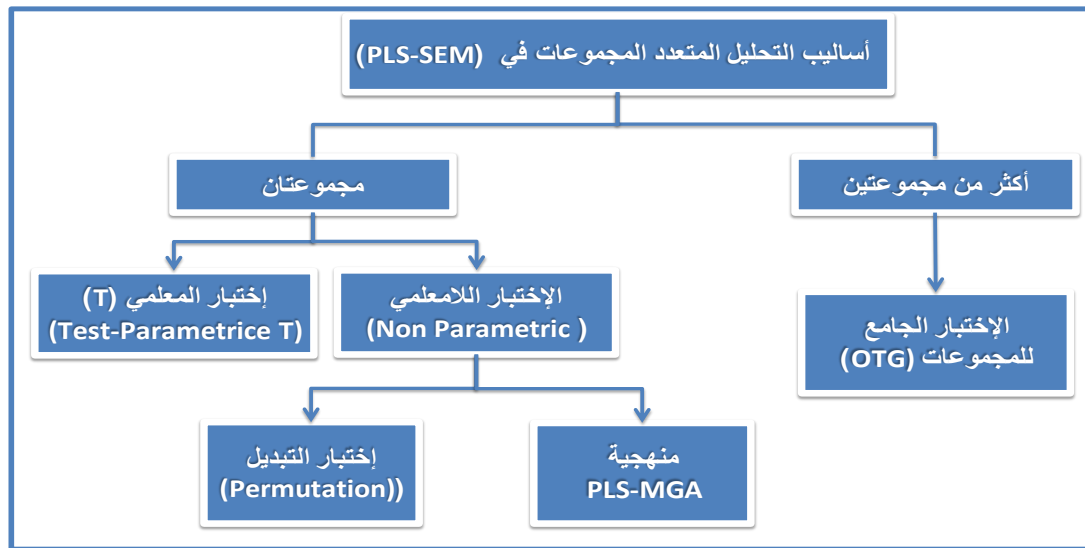 أساليب التحليل المتعدد المجموعات في (PLS-SEM)
أكثر من مجموعتين
مجموعتان
الإختبار الجامع
للمجموعات (OTG)
الإختبار اللامعلمي
(Non Parametric )
إختبار المعلمي (T)
(Test-Parametrice T)
منهجية
PLS-MGA
إختبار التبديل
(Permutation))